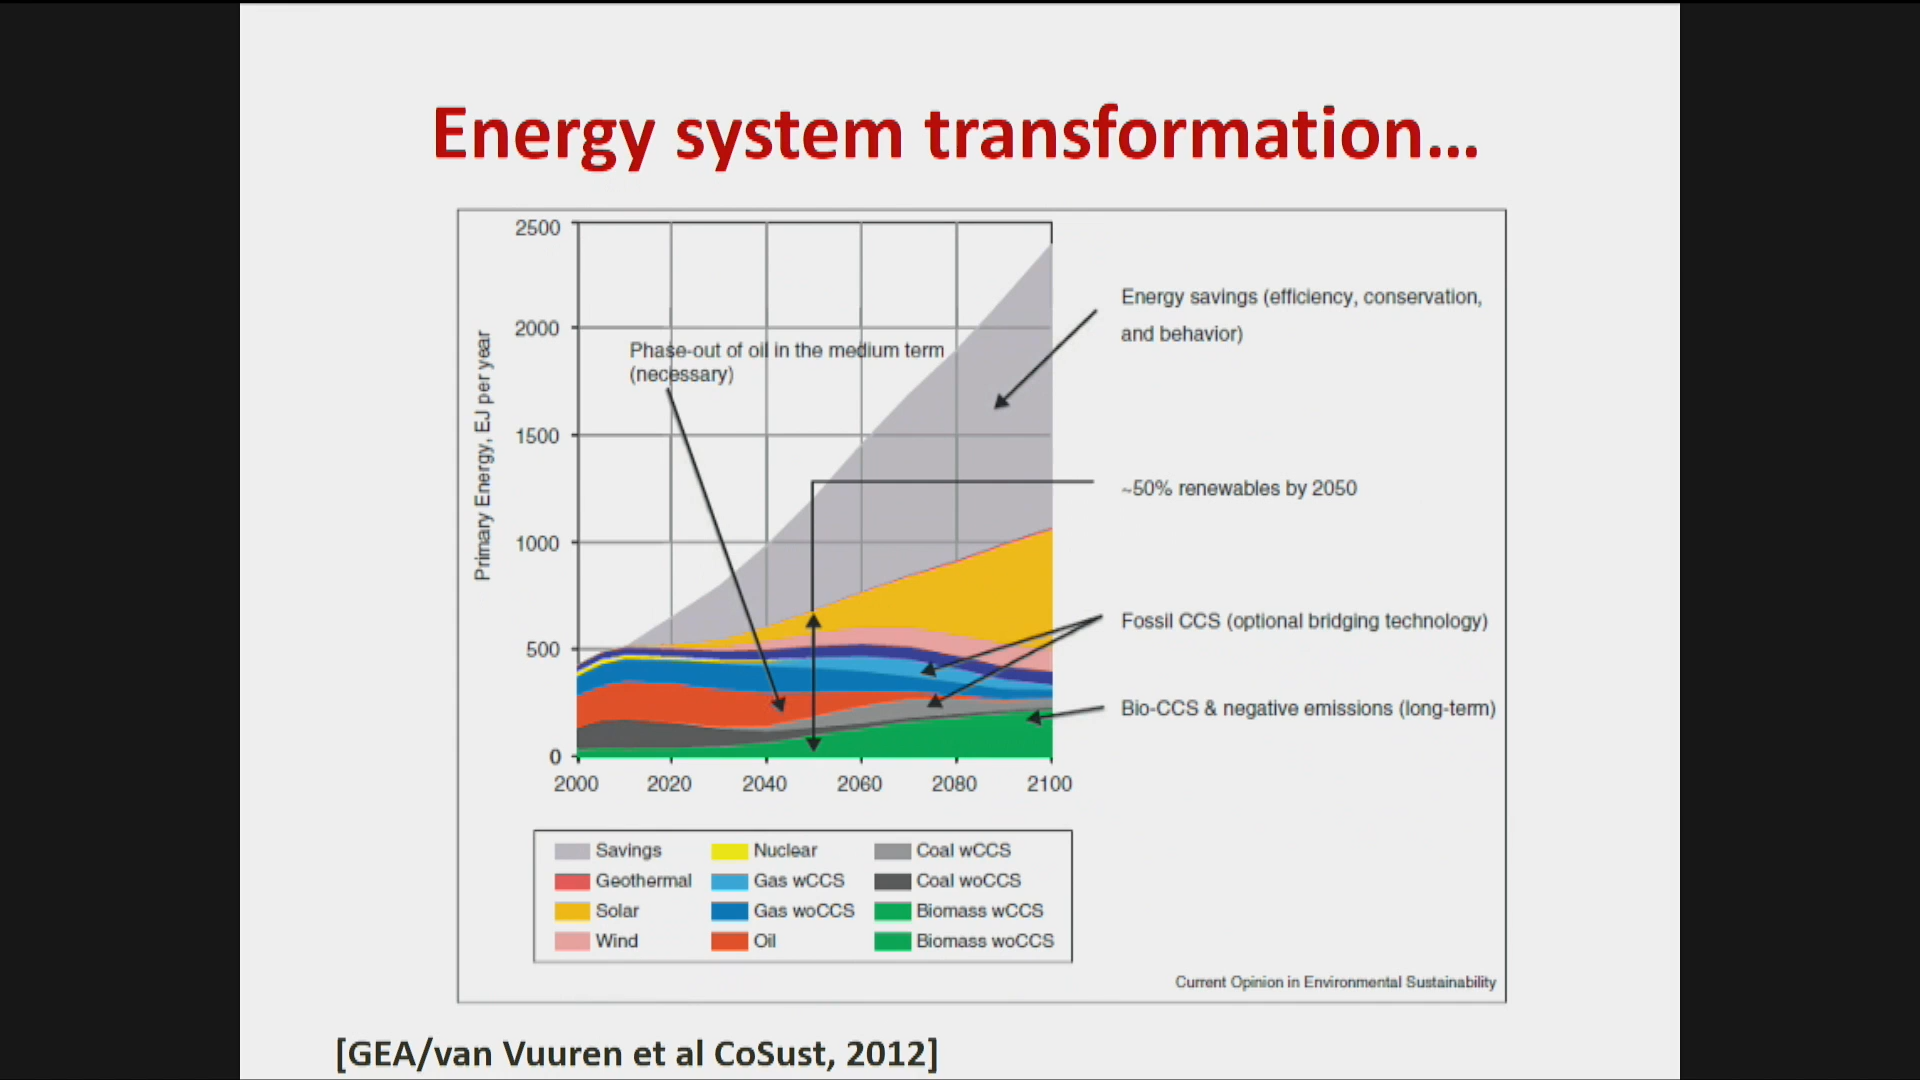 Energy system transformation...
Primary Energy, EJ per year
2500
2000
1500
1000
500
0
2000 2020 2040 2060 2080 2100
Phase-out of oil in the medium term
(necessary)
Energy savings (efficiency, conservation,
and behavior)
~50% renewables by 2050
Fossil CCS (optional bridging technology)
Bio-CCS & negative emissions (long-term)
Savings Nuclear Coal wCCS
Geothermal Gas wCCS Coal woCCS
Solar Gas woCCS Biomass wCCS
Wind Oil Biomass woCCS
Current Opinion in Environmental Sustainability
[GEA/van Vuuren et al CoSust, 2012]